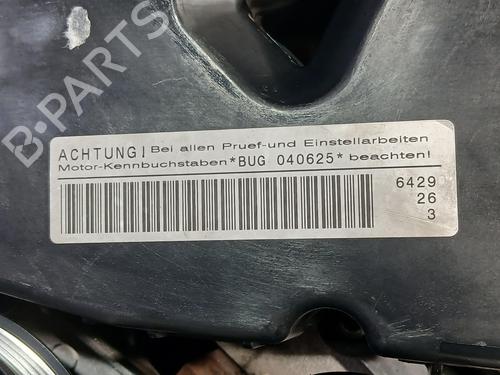 B-PARTS
ACHTUNG! Bei allen Pruef-und Einstellarbeiten
Motor-Kennbuchstaben*BUG 040625* beachten!
6429
26
3